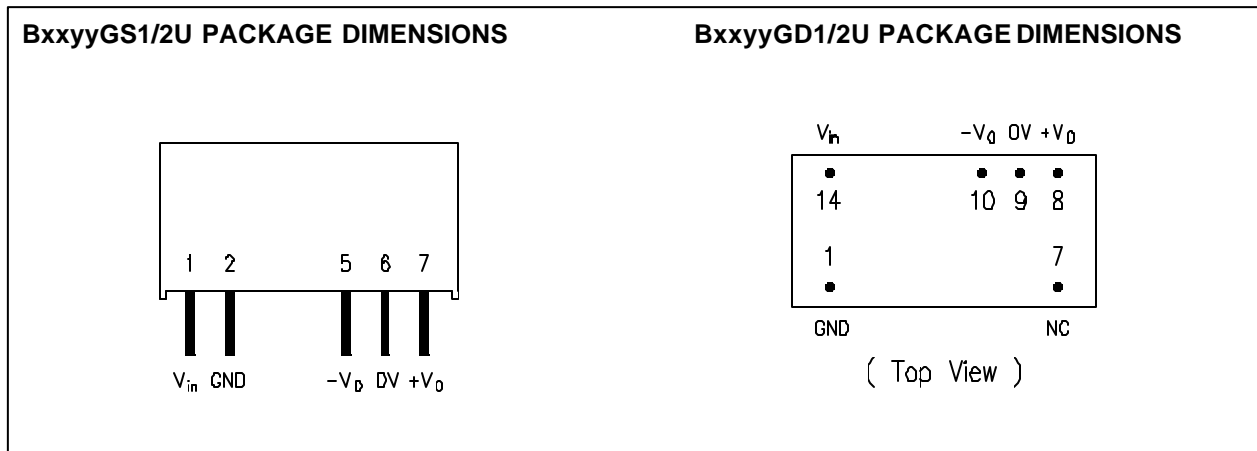 BxxyyGS1/2U PACKAGE DIMENSIONS
1 2 5 6 7
Vin GND -V0 0V +V0
BxxyyGD1/2U PACKAGE DIMENSIONS
Vin -V0 0V +V0
14 10 9 8
1 7
GND NC
( Top View )